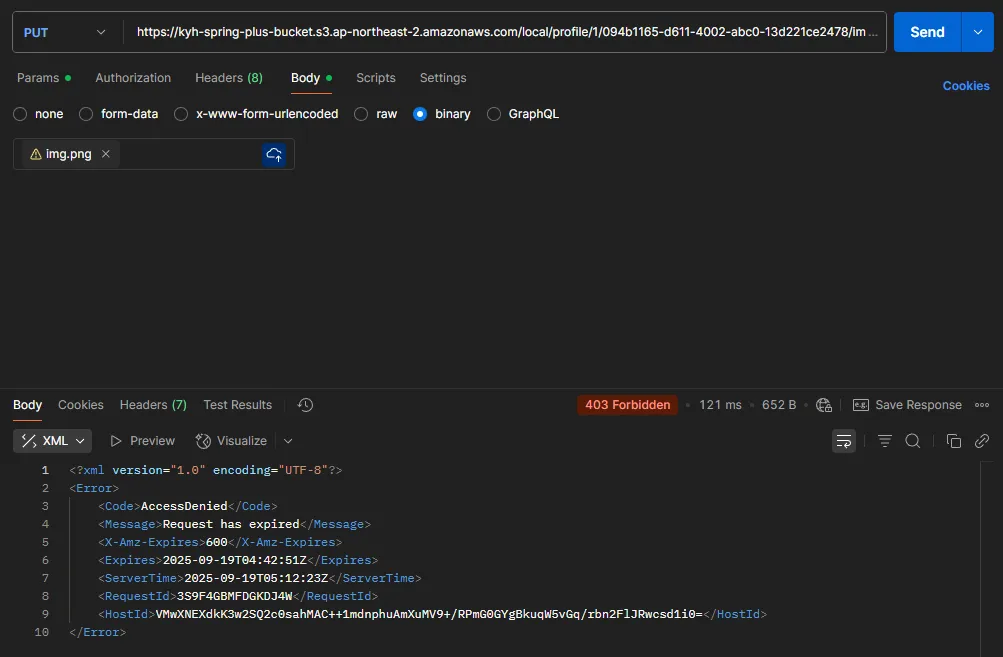 PUT https://kyh-spring-plus-bucket.s3.ap-northeast-2.amazonaws.com/local/profile/1/094b1165-d611-4002-abc0-13d221ce2478/im ... Send
Params Authorization Headers (8) Body Scripts Settings Cookies
none form-data x-www-form-urlencoded raw binary GraphQL
img.png
Body Cookies Headers (7) Test Results 403 Forbidden 121 ms 652 B e.g. Save Response
XML Preview Visualize
1 <?xml version="1.0" encoding="UTF-8"?>
2 <Error>
3 <Code>AccessDenied</Code>
4 <Message>Request has expired</Message>
5 <X-Amz-Expires>600</X-Amz-Expires>
6 <Expires>2025-09-19T04:42:51Z</Expires>
7 <ServerTime>2025-09-19T05:12:23Z</ServerTime>
8 <RequestId>3S9F4GBMFDGKDJ4W</RequestId>
9 <HostId>VMwXNEXdkK3w2SQ2c0sahMAC++1mdnphuAmXuMV9+/RPmG0GYgBkuqW5vGq/rbn2FlJRwcsd1i0=</HostId>
10 </Error>